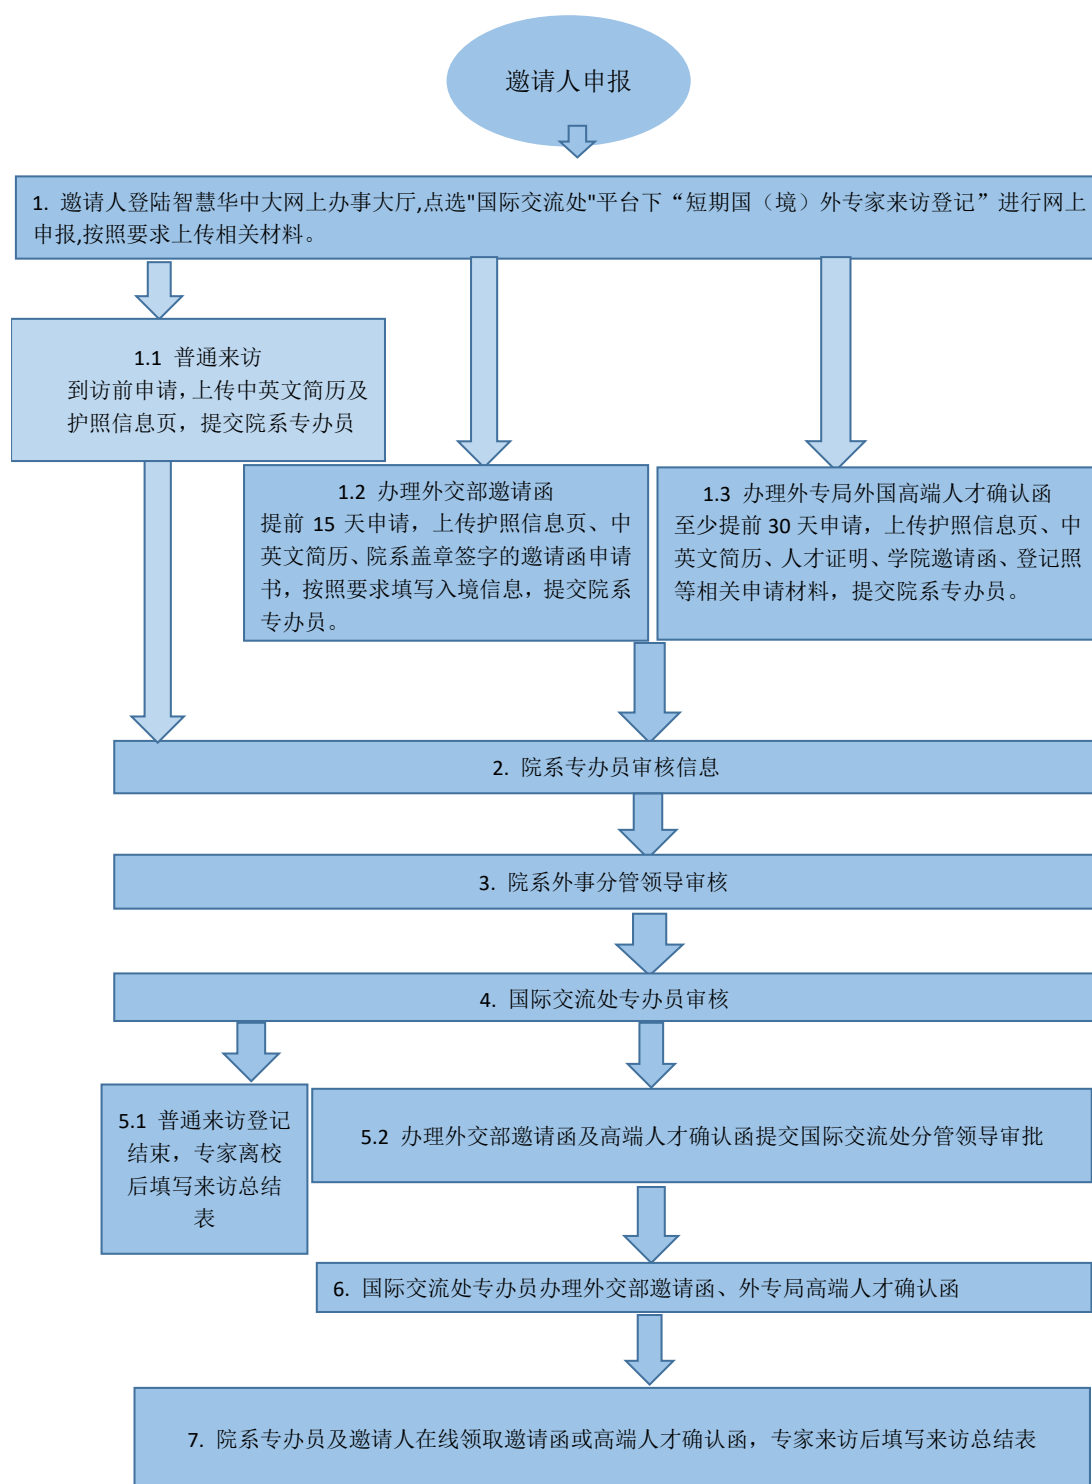 邀请人申报
1. 邀请人登陆智慧华中大网上办事大厅,点选"国际交流处"平台下“短期国（境）外专家来访登记”进行网上
申报,按照要求上传相关材料。
1.1 普通来访
到访前申请，上传中英文简历及
护照信息页，提交院系专办员
1.2 办理外交部邀请函
提前 15 天申请，上传护照信息页、中
英文简历、院系盖章签字的邀请函申请
书，按照要求填写入境信息，提交院系
专办员。
1.3 办理外专局外国高端人才确认函
至少提前 30 天申请，上传护照信息页、中
英文简历、人才证明、学院邀请函、登记照
等相关申请材料，提交院系专办员。
2. 院系专办员审核信息
3. 院系外事分管领导审核
4. 国际交流处专办员审核
5.1 普通来访登记
结束，专家离校
后填写来访总结
表
5.2 办理外交部邀请函及高端人才确认函提交国际交流处分管领导审批
6. 国际交流处专办员办理外交部邀请函、外专局高端人才确认函
7. 院系专办员及邀请人在线领取邀请函或高端人才确认函，专家来访后填写来访总结表